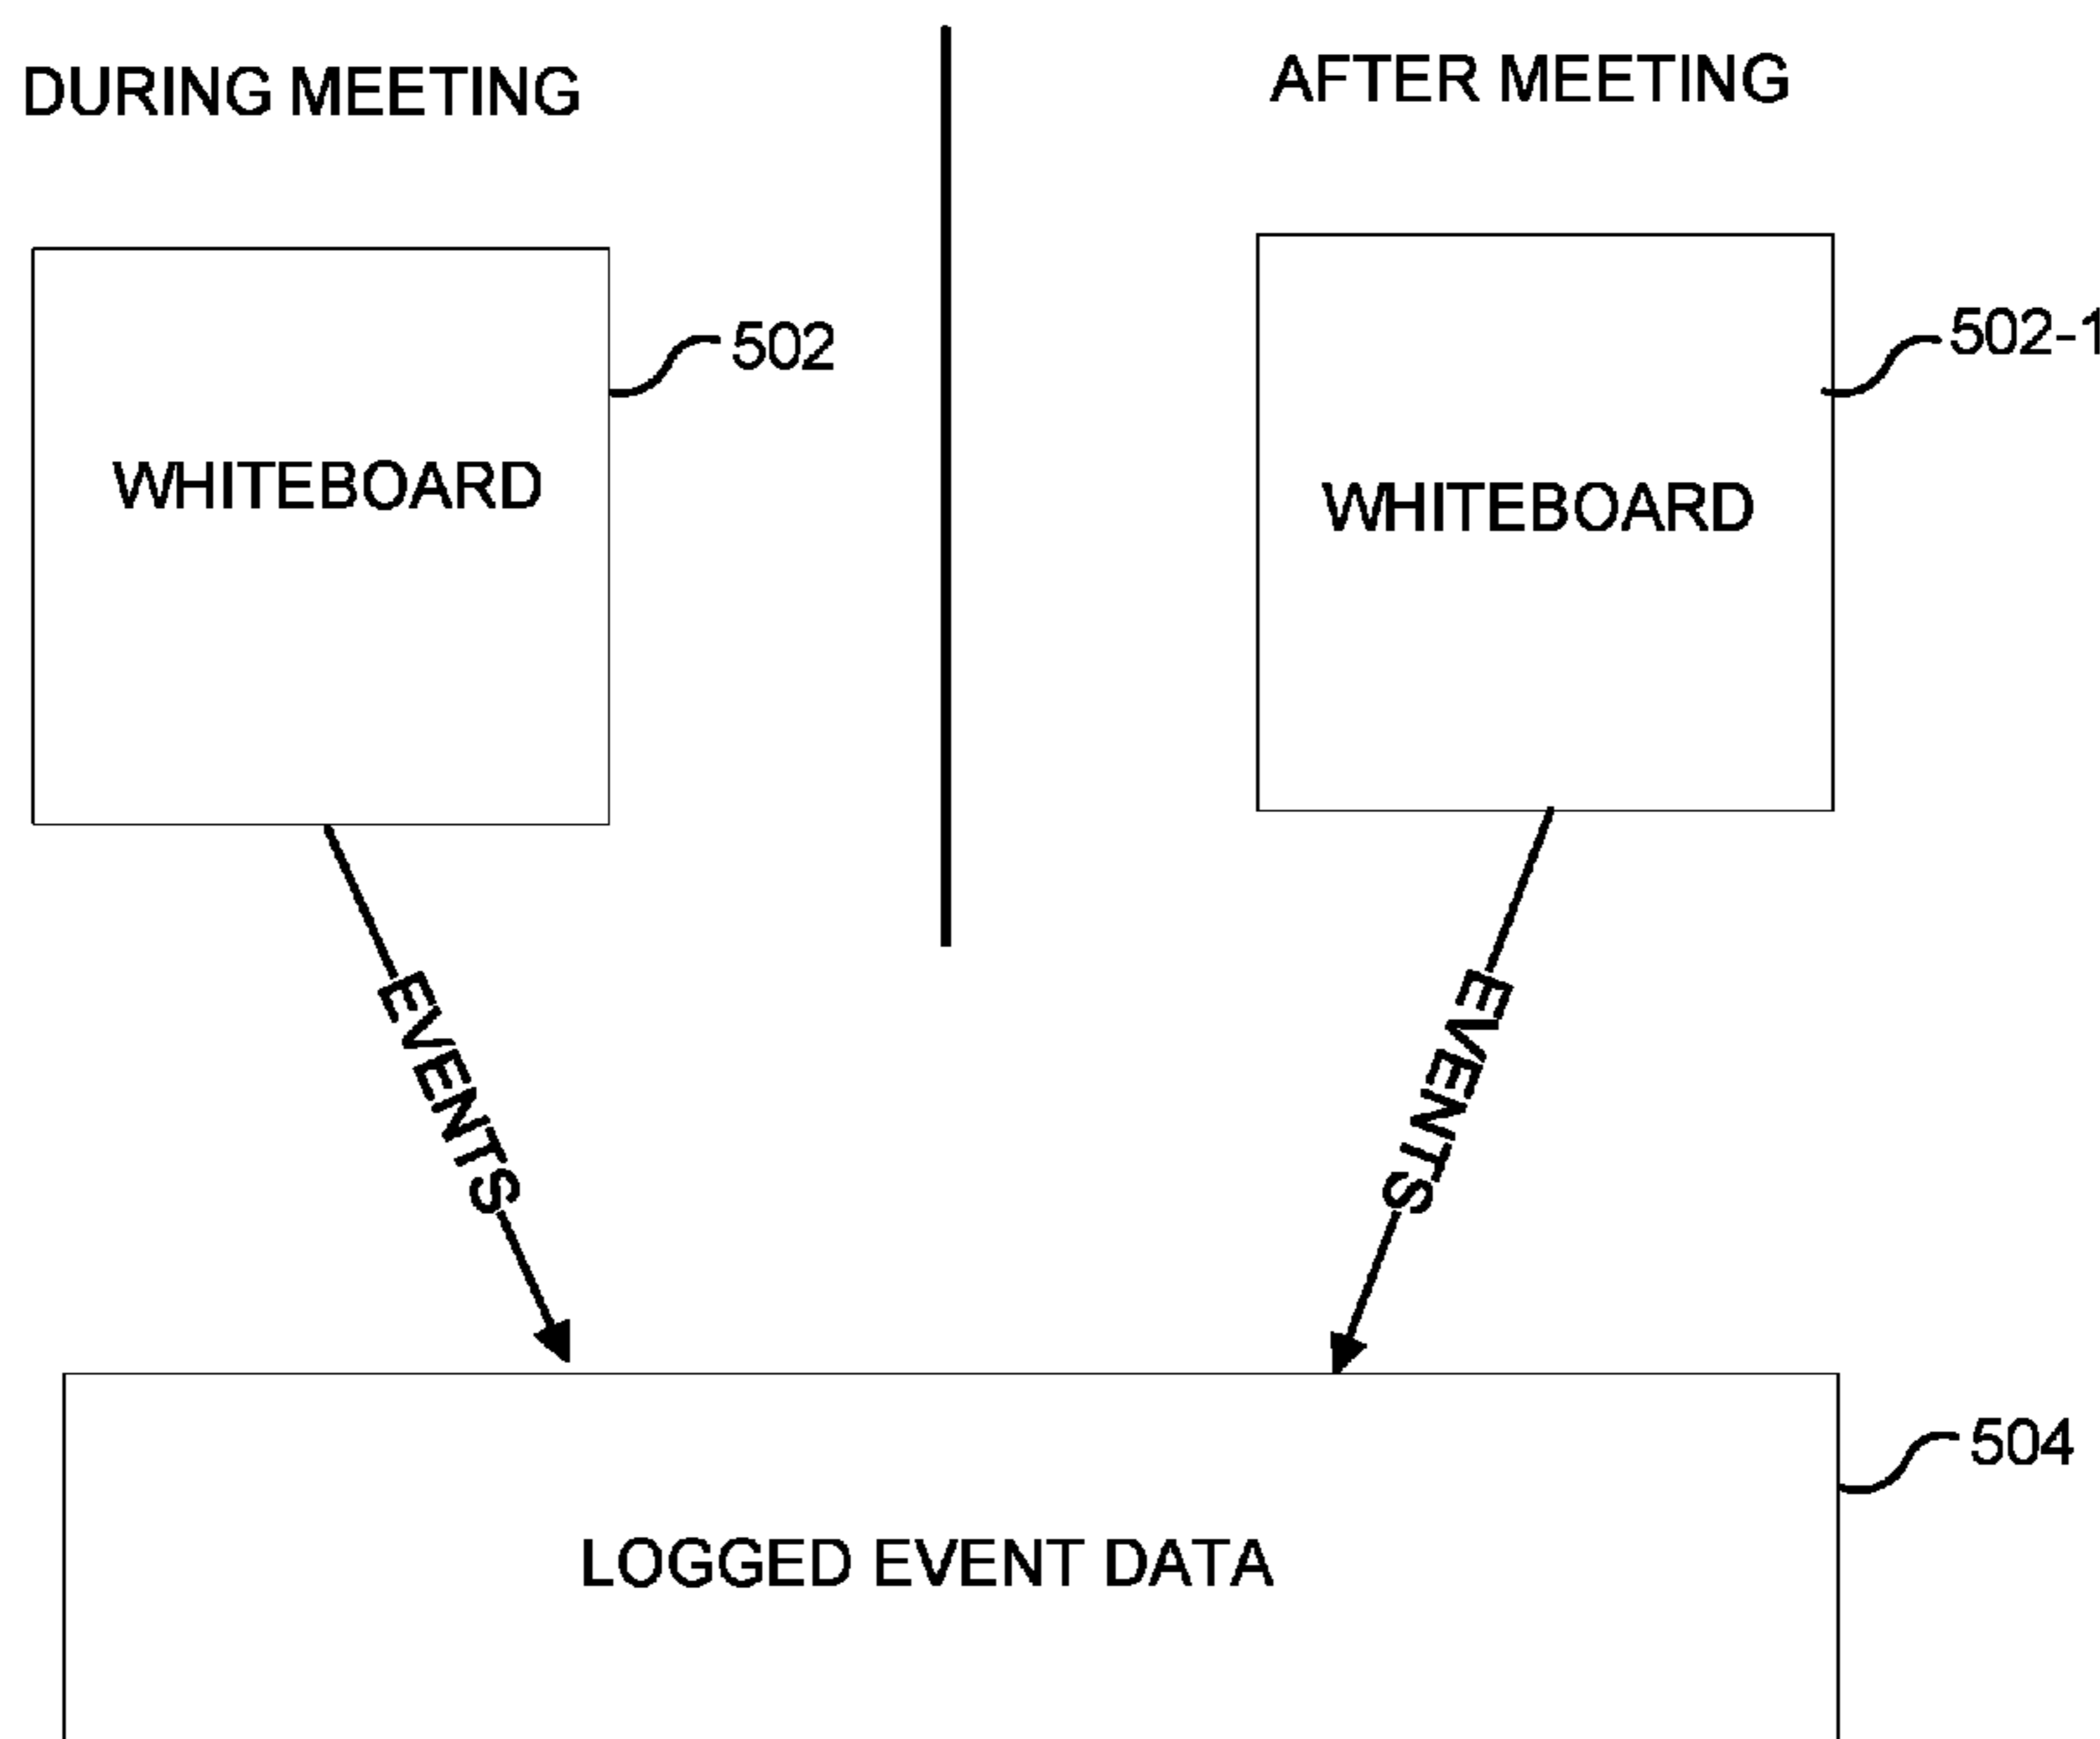 DURING MEETING
AFTER MEETING
502
502-1
WHITEBOARD
WHITEBOARD
EVENTS
EVENTS
504
LOGGED EVENT DATA